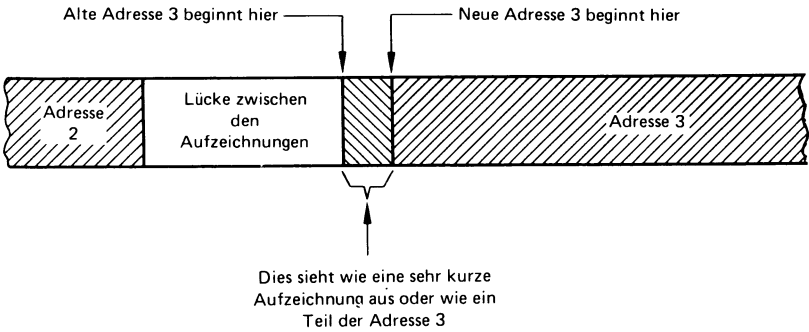 Alte Adresse 3 beginnt hier
Neue Adresse 3 beginnt hier
Adresse
2
Lücke zwischen
den
Aufzeichnungen
Adresse 3
Dies sieht wie eine sehr kurze
Aufzeichnung aus oder wie ein
Teil der Adresse 3